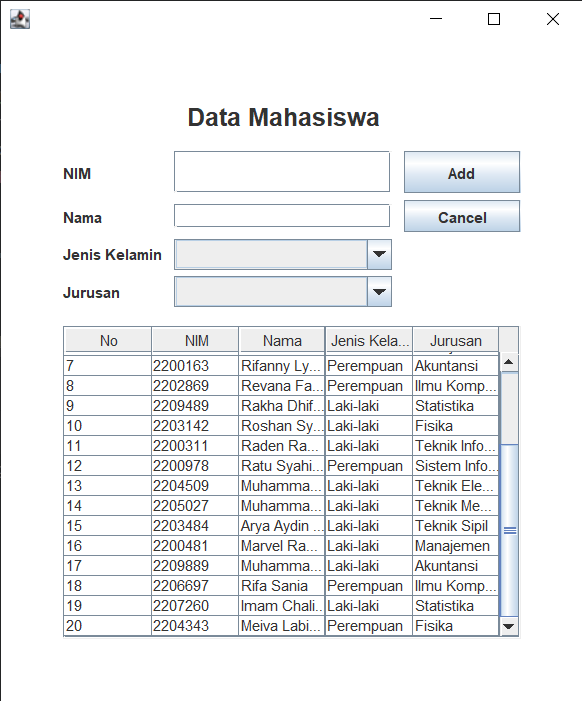 Data Mahasiswa
NIM Add
Nama Cancel
Jenis Kelamin
Jurusan
No NIM Nama Jenis Kela... Jurusan
7 2200163 Rifanny Ly... Perempuan Akuntansi
8 2202869 Revana Fa... Perempuan Ilmu Komp...
9 2209489 Rakha Dhif... Laki-laki Statistika
10 2203142 Roshan Sy... Laki-laki Fisika
11 2200311 Raden Ra... Laki-laki Teknik Info...
12 2200978 Ratu Syahi... Perempuan Sistem Info...
13 2204509 Muhamma... Laki-laki Teknik Ele...
14 2205027 Muhamma... Laki-laki Teknik Me...
15 2203484 Arya Aydin ... Laki-laki Teknik Sipil
16 2200481 Marvel Ra... Laki-laki Manajemen
17 2209889 Muhamma... Laki-laki Akuntansi
18 2206697 Rifa Sania Perempuan Ilmu Komp...
19 2207260 Imam Chali... Laki-laki Statistika
20 2204343 Meiva Labi... Perempuan Fisika